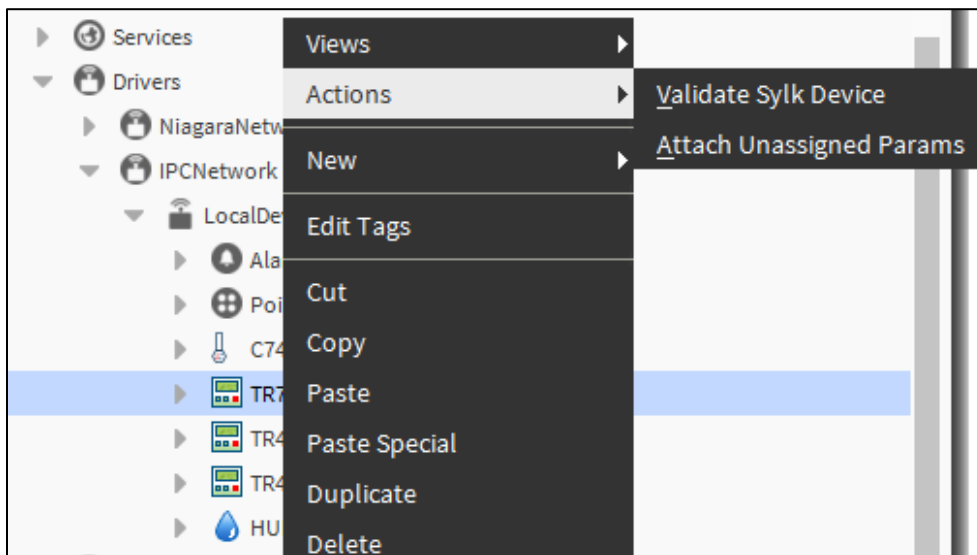 Services
Drivers
NiagaraNetw
IPCNetwork
LocalDe
Ala
Poi
C74
TR7
TR4
TR4
HU
Views
Actions
New
Edit Tags
Cut
Copy
Paste
Paste Special
Duplicate
Delete
Validate Sylk Device
Attach Unassigned Params